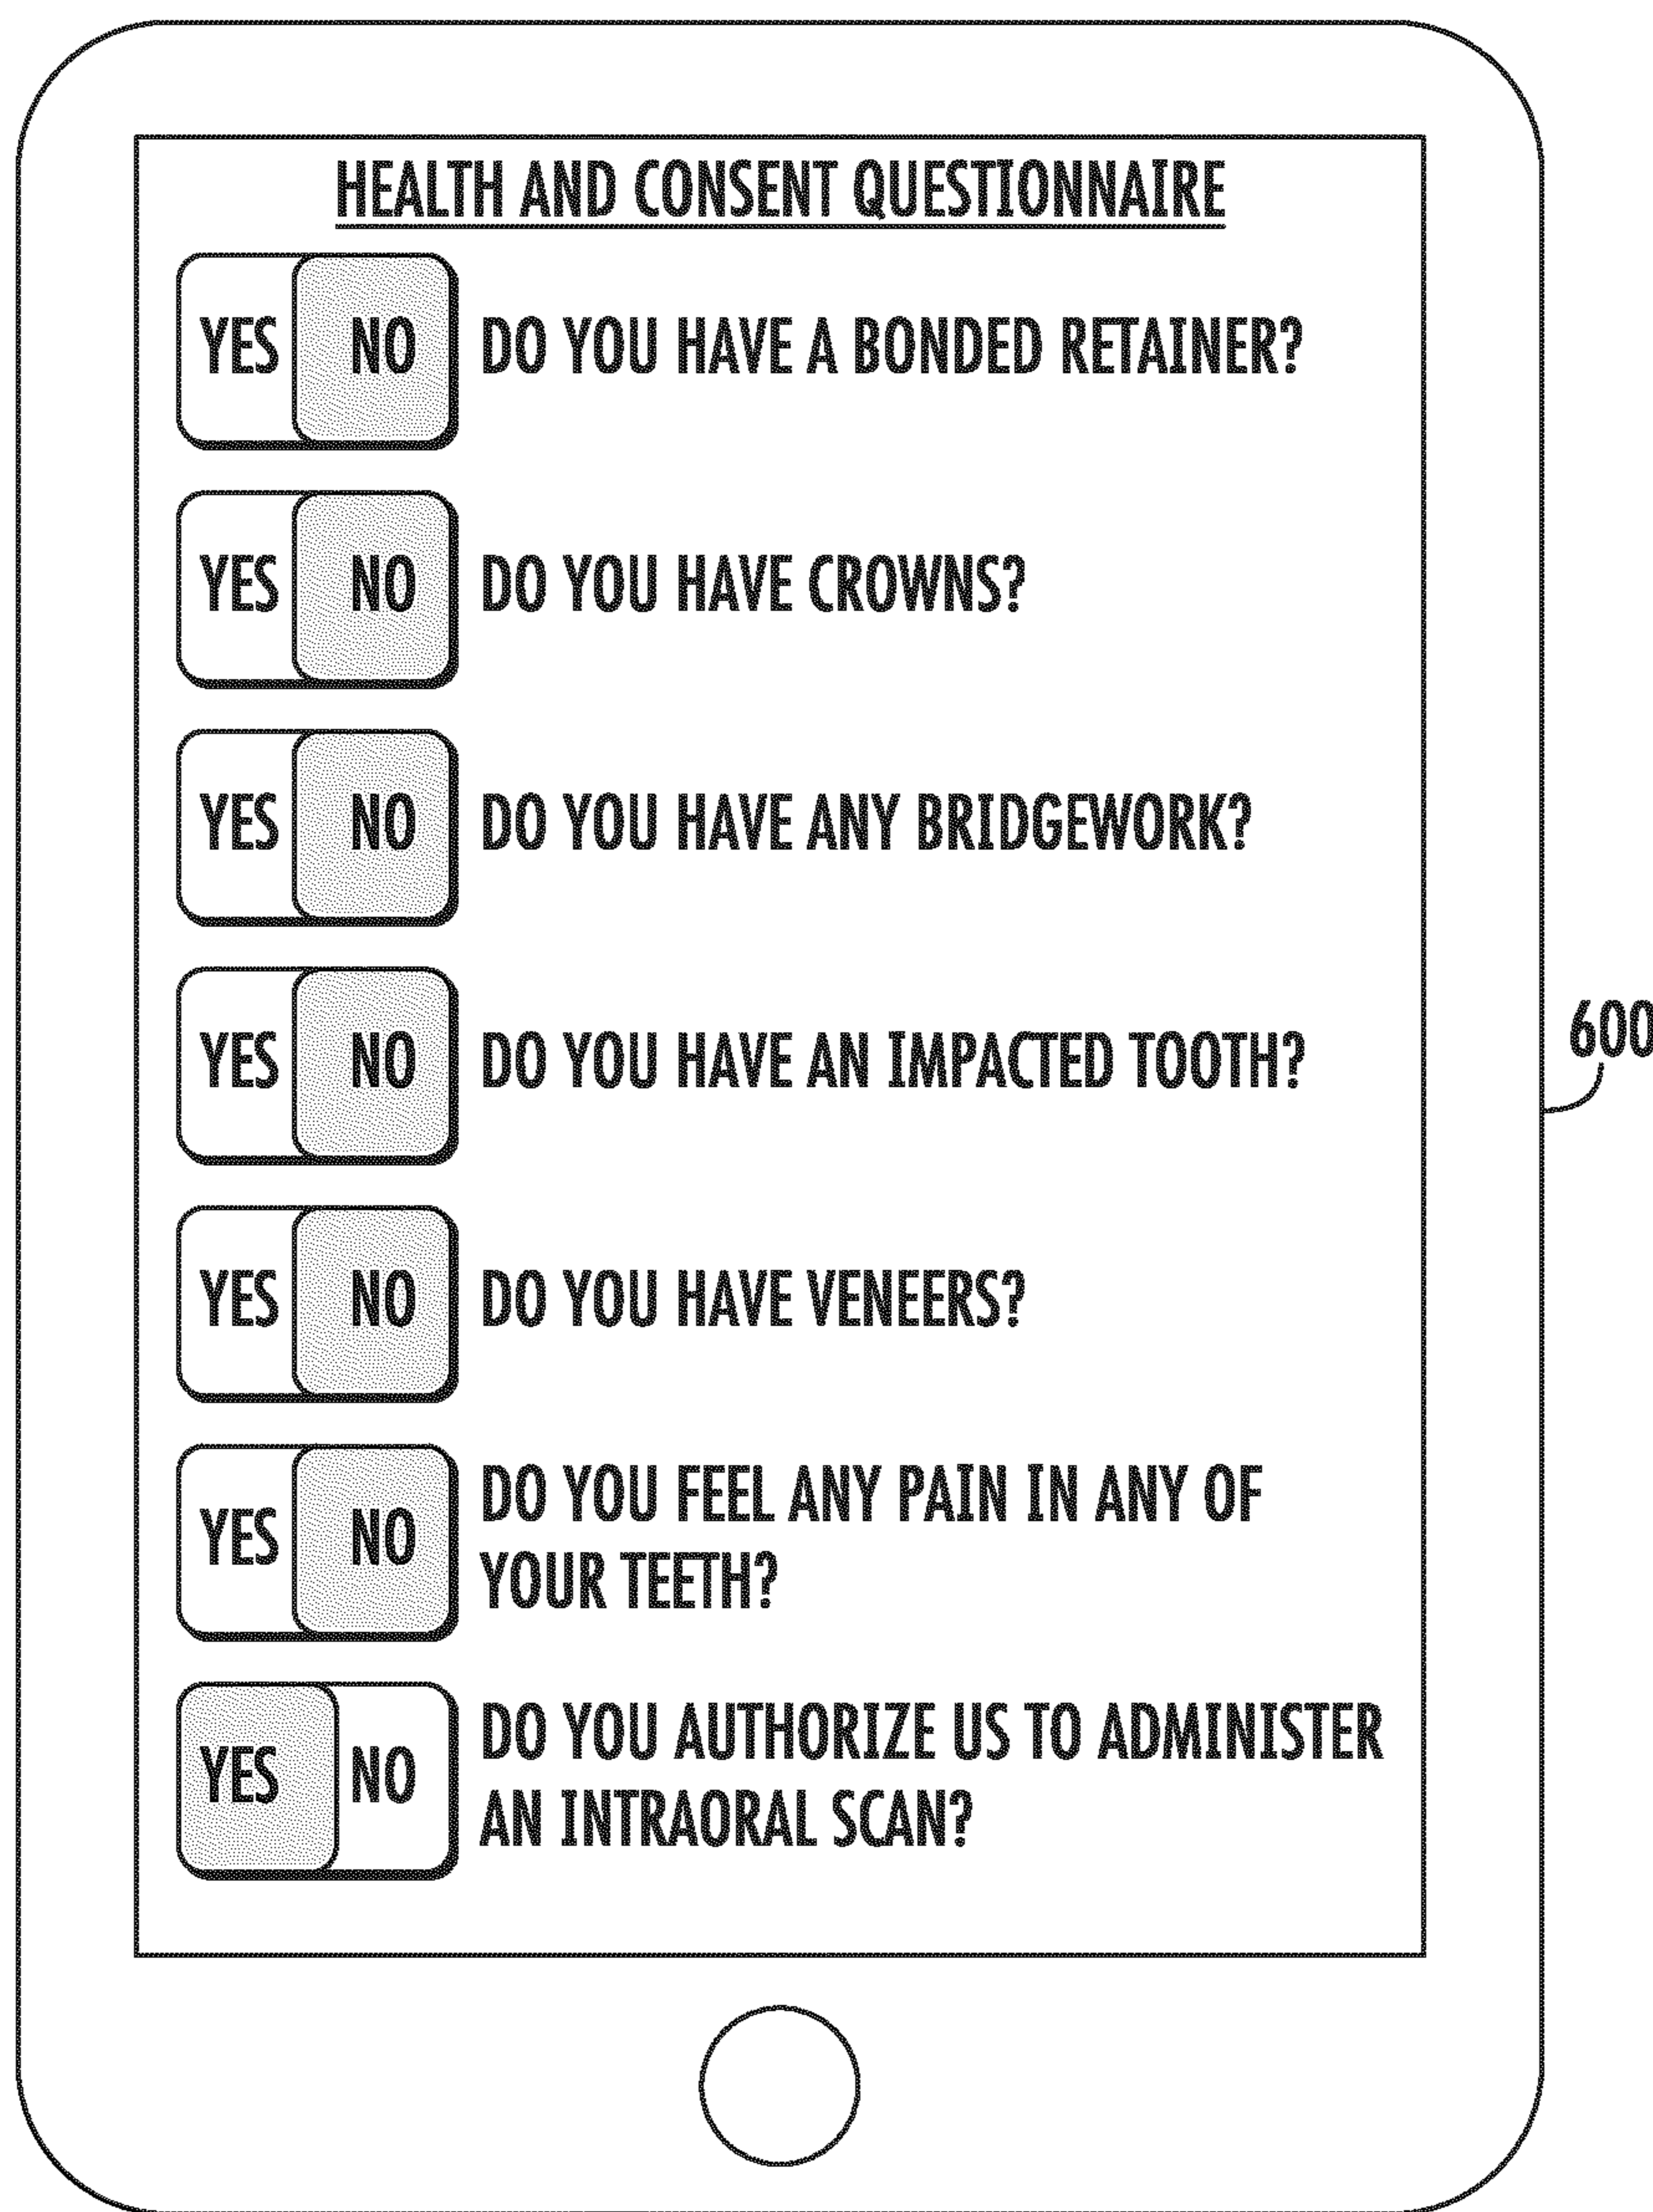 HEALTH AND CONSENT QUESTIONNAIRE
YES NO DO YOU HAVE A BONDED RETAINER?
YES NO DO YOU HAVE CROWNS?
YES NO DO YOU HAVE ANY BRIDGEWORK?
YES NO DO YOU HAVE AN IMPACTED TOOTH?
600
YES NO DO YOU HAVE VENEERS?
YES NO DO YOU FEEL ANY PAIN IN ANY OF
YOUR TEETH?
YES NO DO YOU AUTHORIZE US TO ADMINISTER
AN INTRAORAL SCAN?